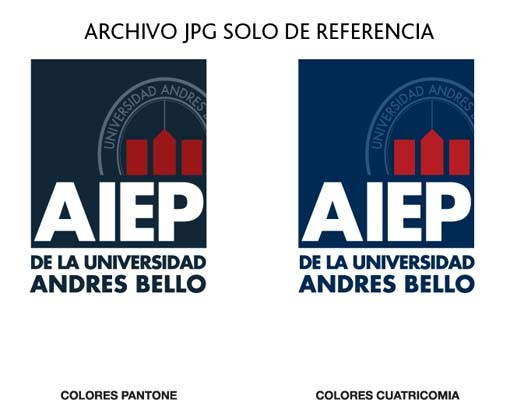 ARCHIVO JPG SOLO DE REFERENCIA
UNIVERSIDAD ANDRES
AIEP
DE LA UNIVERSIDAD
ANDRES BELLO
COLORES PANTONE
UNIVERSIDAD ANDRES
AIEP
DE LA UNIVERSIDAD
ANDRES BELLO
COLORES CUATRICOMIA